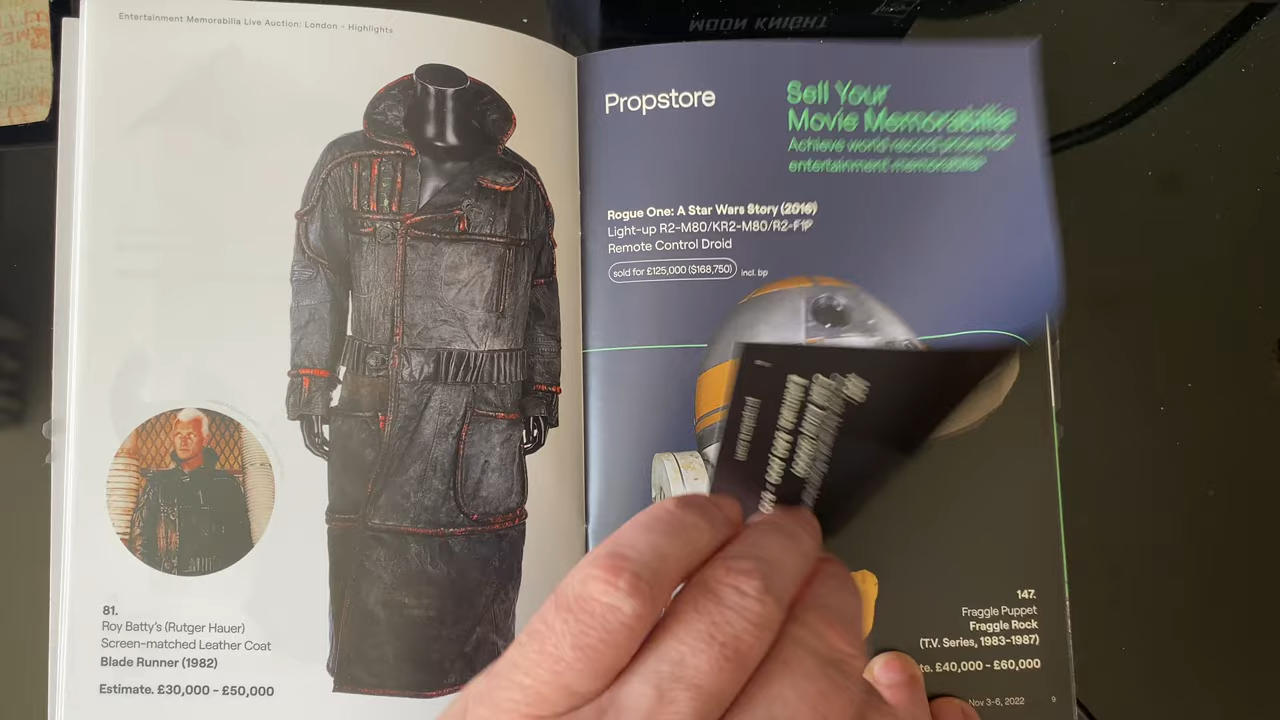 Entertainment Memorabilia Live Auction: London - Highlights
81.
Roy Batty's (Rutger Hauer)
Screen-matched Leather Coat
Blade Runner (1982)
Estimate. £30,000 - £50,000
MOON KNIGHT
Propstore
Sell Your
Movie Memorabilia
Achieve world record prices for
entertainment memorabilia
Rogue One: A Star Wars Story (2016)
Light-up R2-M80/KR2-M80/R2-F1P
Remote Control Droid
sold for £125,000 ($168,750) incl. bp
147.
Fraggle Puppet
Fraggle Rock
(T.V. Series, 1983-1987)
te. £40,000 - £60,000
Nov 3-6, 2022 9